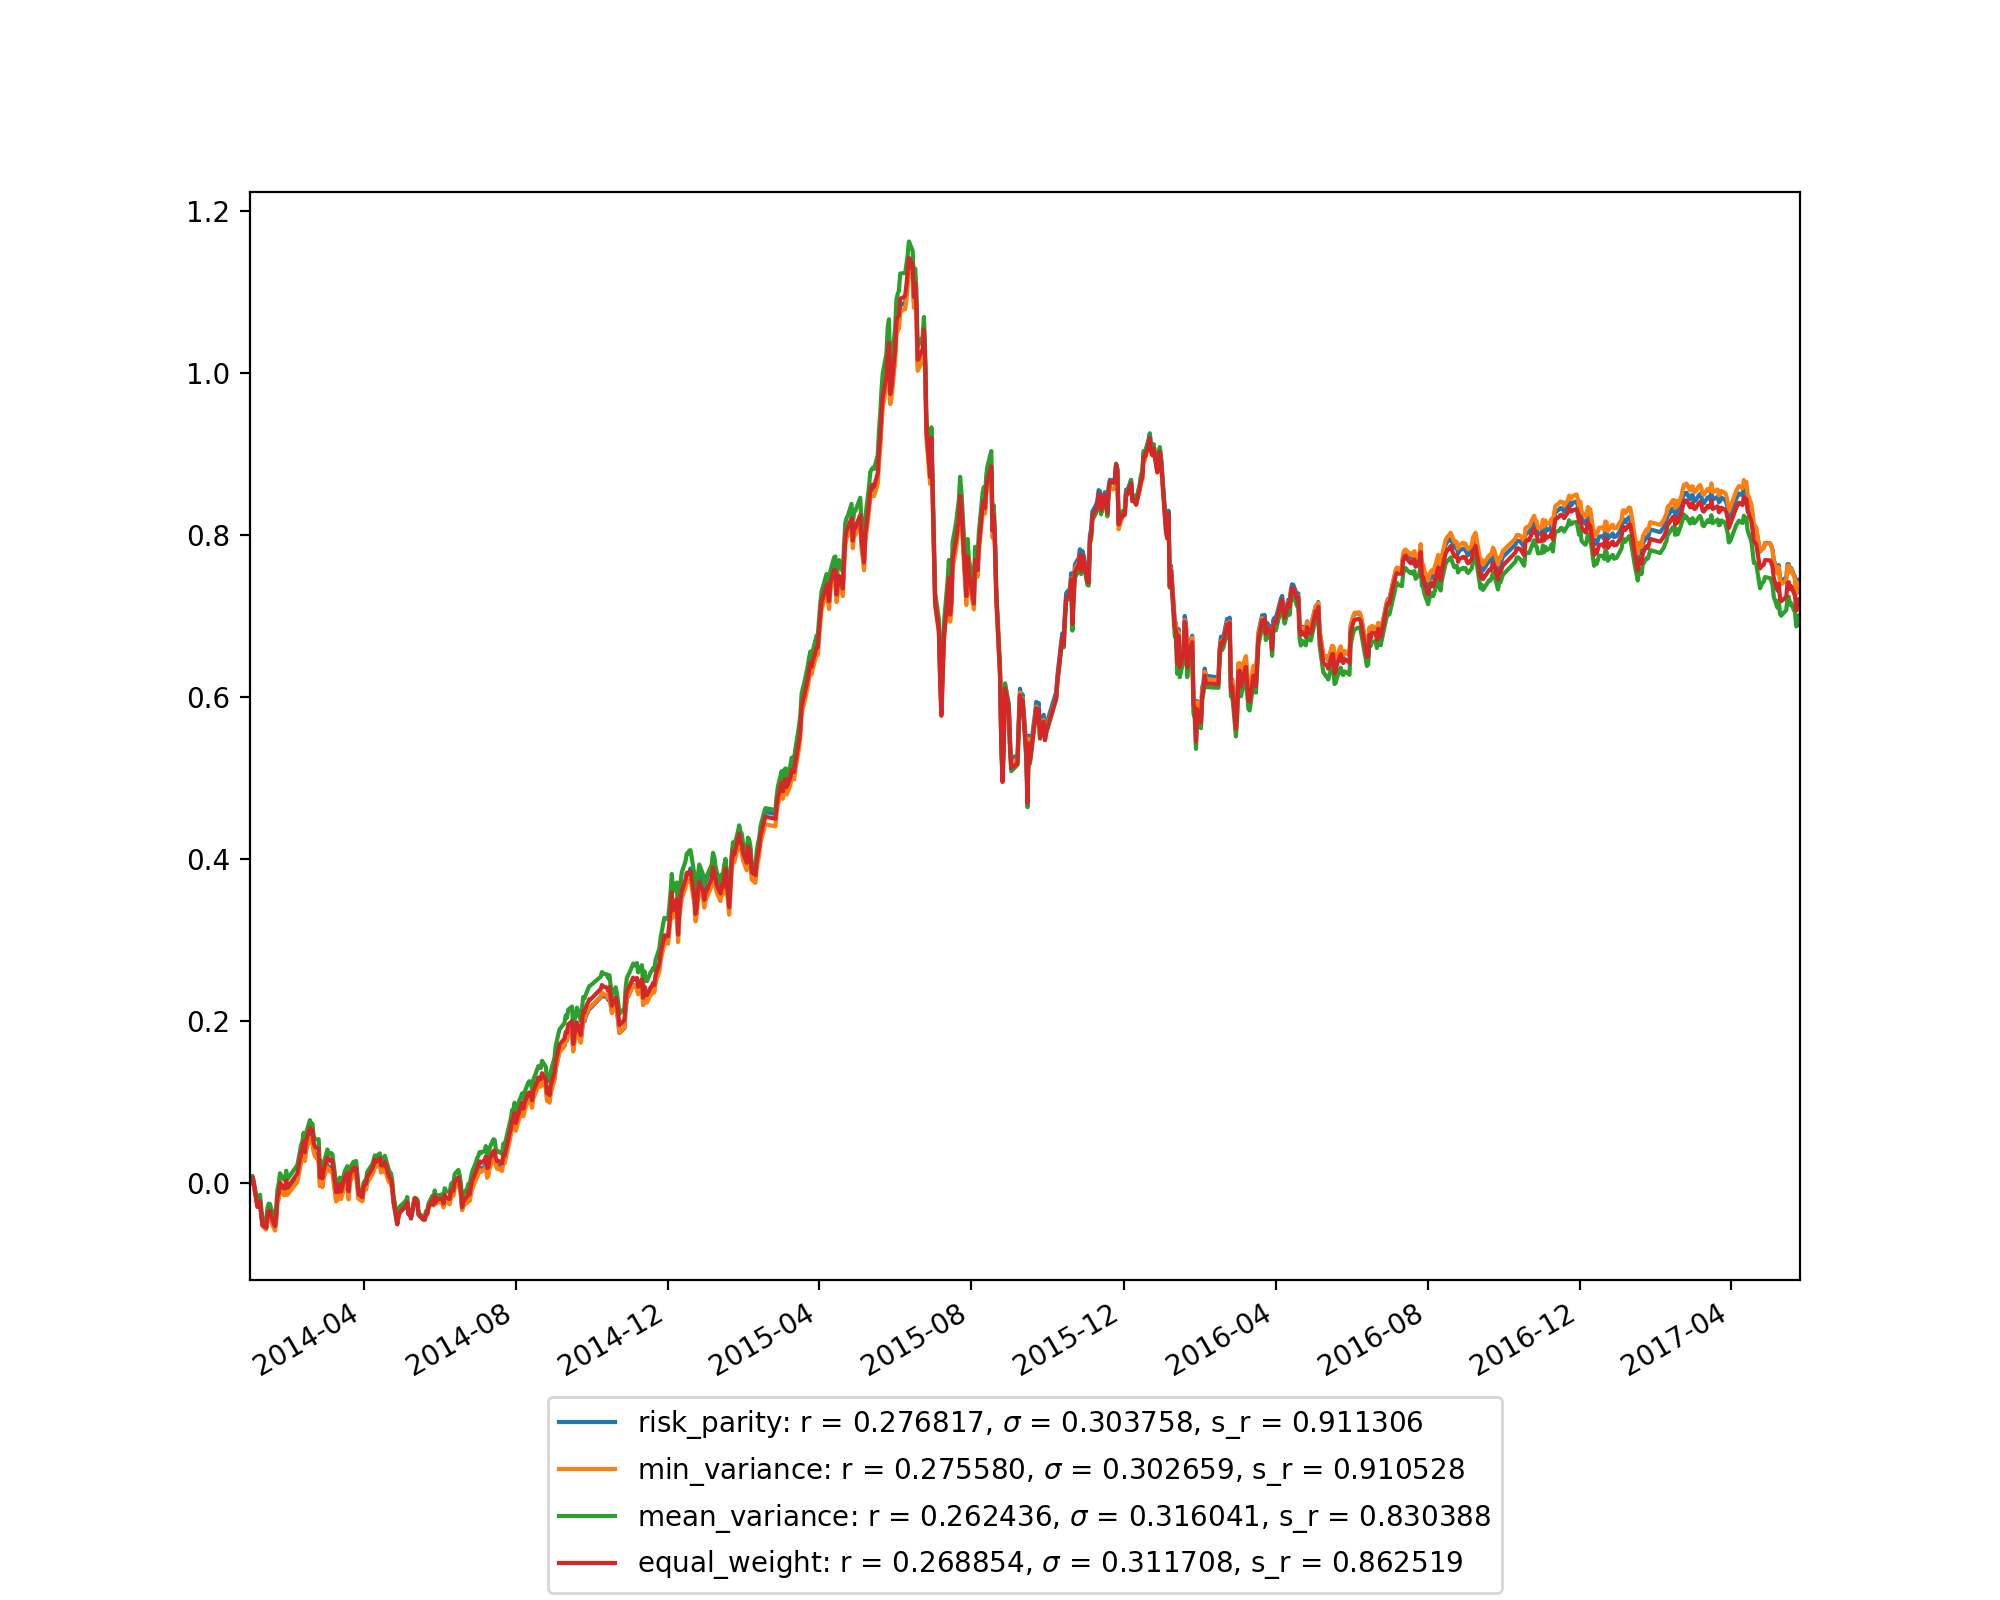 1.2
1.0
0.8
0.6
0.4
0.2
0.0
2014-04 2014-08 2014-12 2015-04 2015-08 2015-12 2016-04 2016-08 2016-12 2017-04
risk_parity: r = 0.276817, σ = 0.303758, s_r = 0.911306
min_variance: r = 0.275580, σ = 0.302659, s_r = 0.910528
mean_variance: r = 0.262436, σ = 0.316041, s_r = 0.830388
equal_weight: r = 0.268854, σ = 0.311708, s_r = 0.862519